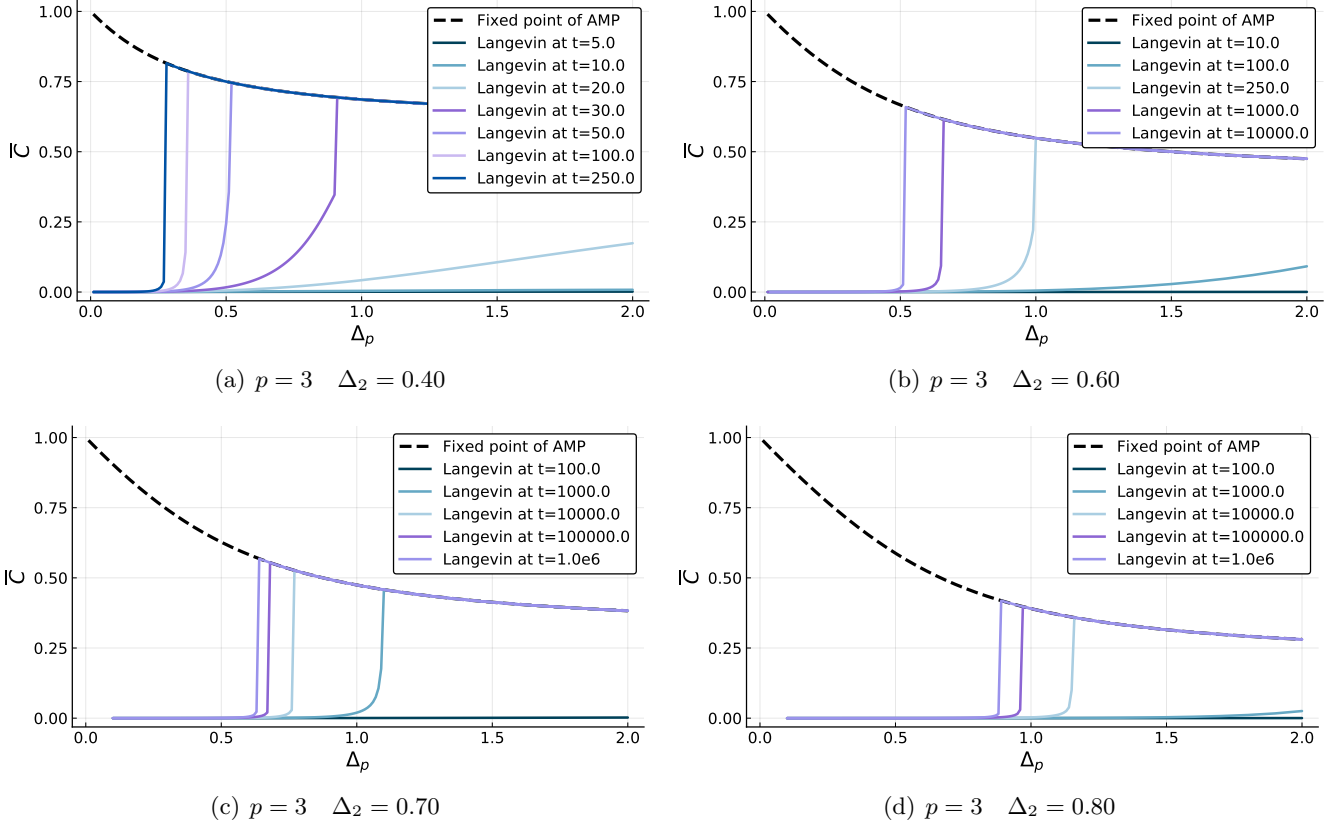 1.00
0.75
0.50
0.25
0.00
C̅
0.0 0.5 1.0 1.5 2.0
Δₚ
Fixed point of AMP
Langevin at t=5.0
Langevin at t=10.0
Langevin at t=20.0
Langevin at t=30.0
Langevin at t=50.0
Langevin at t=100.0
Langevin at t=250.0
(a) p = 3 Δ₂ = 0.40
1.00
0.75
0.50
0.25
0.00
C̅
0.0 0.5 1.0 1.5 2.0
Δₚ
Fixed point of AMP
Langevin at t=10.0
Langevin at t=100.0
Langevin at t=250.0
Langevin at t=1000.0
Langevin at t=10000.0
(b) p = 3 Δ₂ = 0.60
1.00
0.75
0.50
0.25
0.00
C̅
0.0 0.5 1.0 1.5 2.0
Δₚ
Fixed point of AMP
Langevin at t=100.0
Langevin at t=1000.0
Langevin at t=10000.0
Langevin at t=100000.0
Langevin at t=1.0e6
(c) p = 3 Δ₂ = 0.70
1.00
0.75
0.50
0.25
0.00
C̅
0.0 0.5 1.0 1.5 2.0
Δₚ
Fixed point of AMP
Langevin at t=100.0
Langevin at t=1000.0
Langevin at t=10000.0
Langevin at t=100000.0
Langevin at t=1.0e6
(d) p = 3 Δ₂ = 0.80